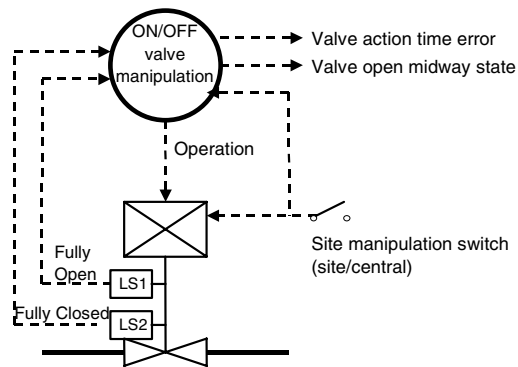 ON/OFF
valve
manipulation
Valve action time error
Valve open midway state
Operation
Site manipulation switch
(site/central)
Fully
Open
LS1
Fully Closed
LS2